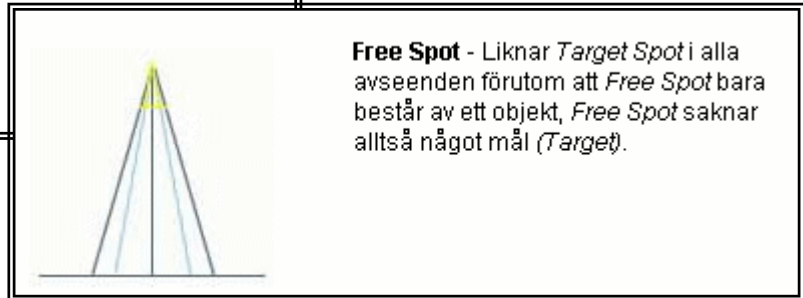 Free Spot - Liknar Target Spot i alla
avseenden förutom att Free Spot bara
består av ett objekt, Free Spot saknar
alltså något mål (Target).